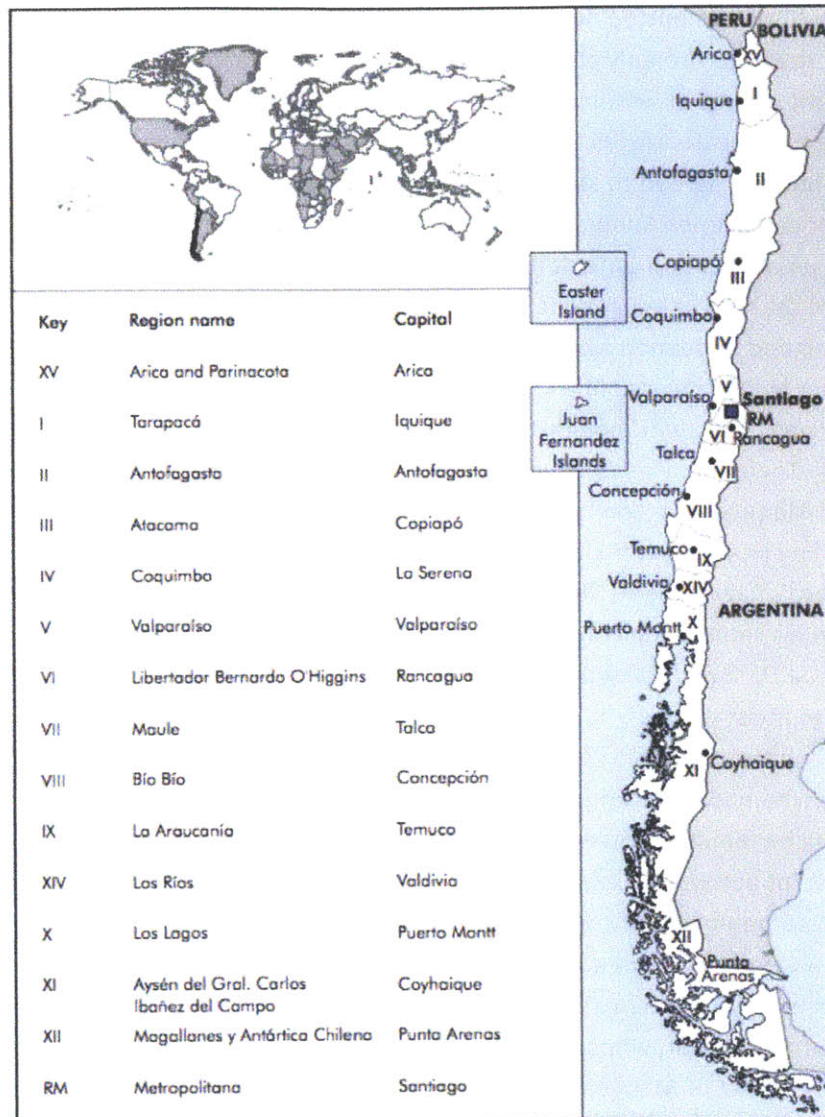 Key Region name Capital
XV Arica and Parinacota Arica
I Tarapacá Iquique
II Antofagasta Antofagasta
III Atacama Copiapó
IV Coquimbo La Serena
V Valparaíso Valparaíso
VI Libertador Bernardo O'Higgins Rancagua
VII Maule Talca
VIII Bío Bío Concepción
IX La Araucanía Temuco
XIV Los Ríos Valdivia
X Los Lagos Puerto Montt
XI Aysén del Gral. Carlos Coyhaique
Ibañez del Campo
XII Magallanes y Antártica Chilena Punta Arenas
RM Metropolitana Santiago
PERU
BOLIVIA
Arica
XV
Iquique
I
Antofagasta
II
Copiapó
III
Easter
Island
Coquimbo
IV
V
Valparaíso
Santiago
RM
Juan
Fernandez
Islands
VI
Rancagua
Talca
VII
Concepción
VIII
Temuco
IX
Valdivia
XIV
ARGENTINA
Puerto Montt
X
Coyhaique
XI
XII
Punta
Arenas